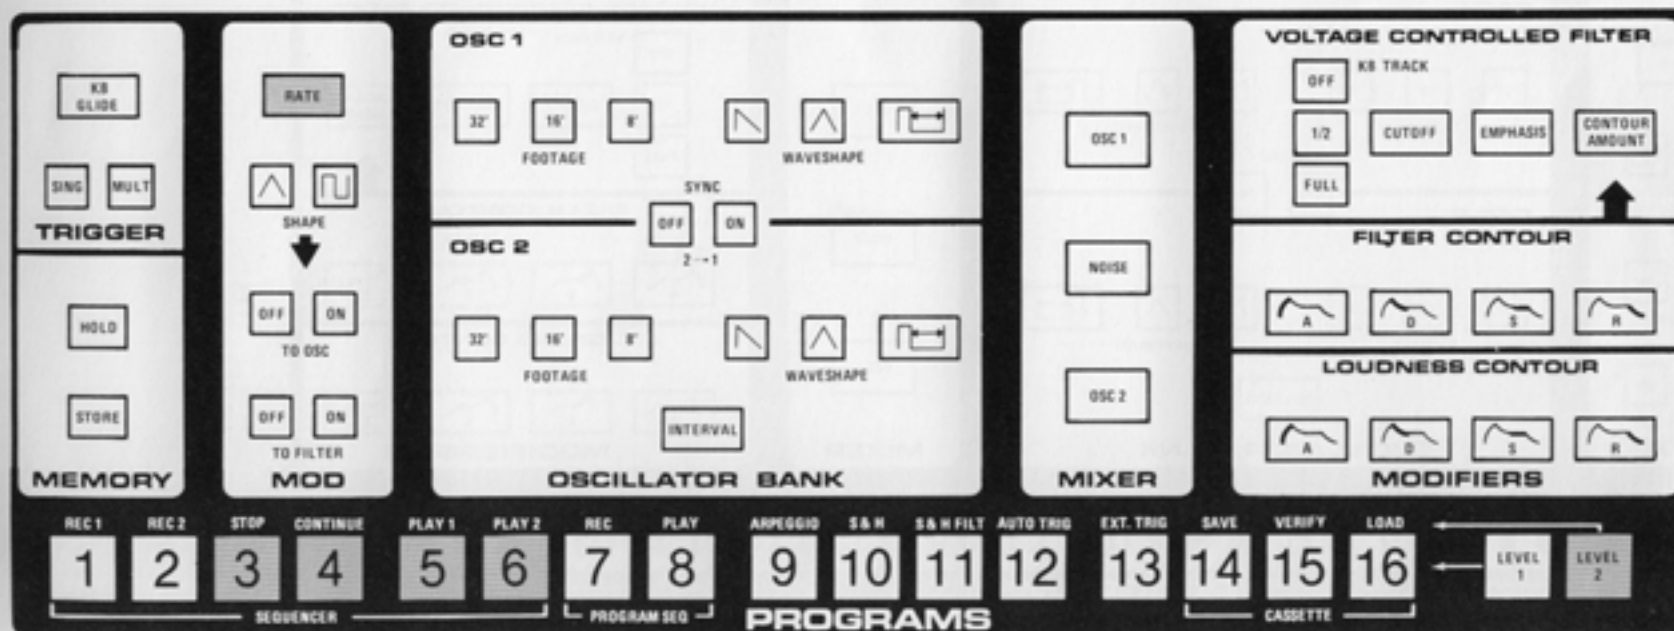 KB GLIDE
SING MULT
TRIGGER
HOLD
STORE
MEMORY
RATE
SHAPE
OFF ON
TO OSC
OFF ON
TO FILTER
MOD
OSC 1
32' 16' 8'
FOOTAGE
WAVESHAPE
SYNC
OFF ON
2→1
OSC 2
32' 16' 8'
FOOTAGE
WAVESHAPE
INTERVAL
OSCILLATOR BANK
OSC 1
NOISE
OSC 2
MIXER
VOLTAGE CONTROLLED FILTER
KB TRACK
OFF
1/2
FULL
CUTOFF
EMPHASIS
CONTOUR AMOUNT
FILTER CONTOUR
A D S R
LOUDNESS CONTOUR
A D S R
MODIFIERS
REC 1 REC 2 STOP CONTINUE PLAY 1 PLAY 2 REC PLAY ARPEGGIO S & H S & H FILT AUTO TRIG EXT. TRIG SAVE VERIFY LOAD
1 2 3 4 5 6 7 8 9 10 11 12 13 14 15 16
LEVEL 1
LEVEL 2
SEQUENCER
PROGRAM SEQ
PROGRAMS
CASSETTE